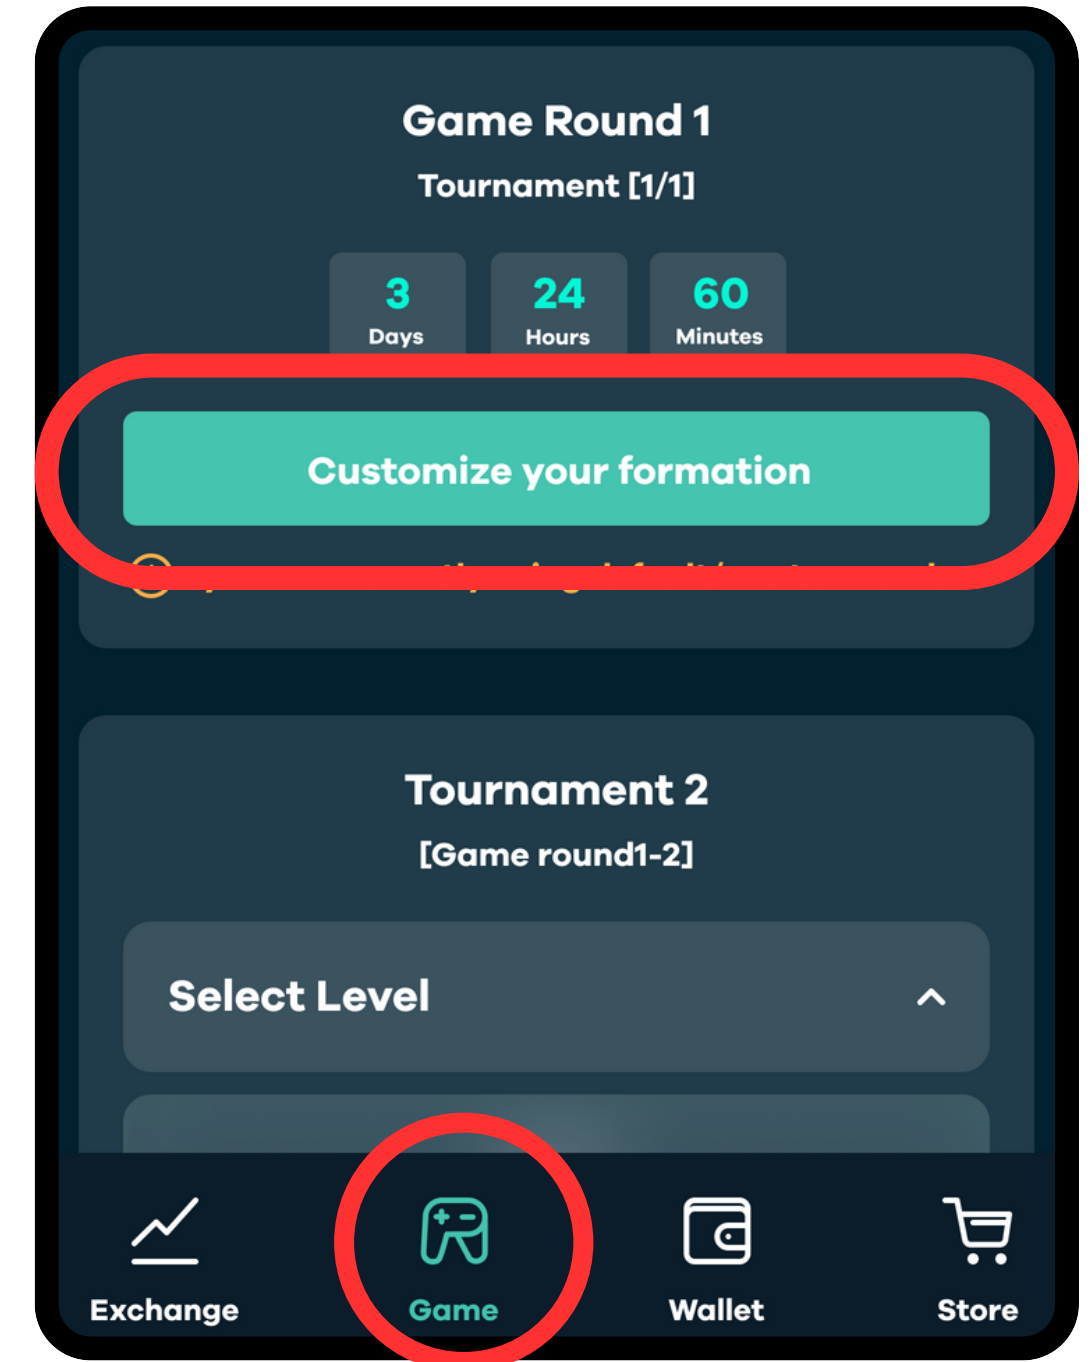 Game Round 1
Tournament [1/1]
3 24 60
Days Hours Minutes
Customize your formation
Tournament 2
[Game round1-2]
Select Level
Exchange Game Wallet Store